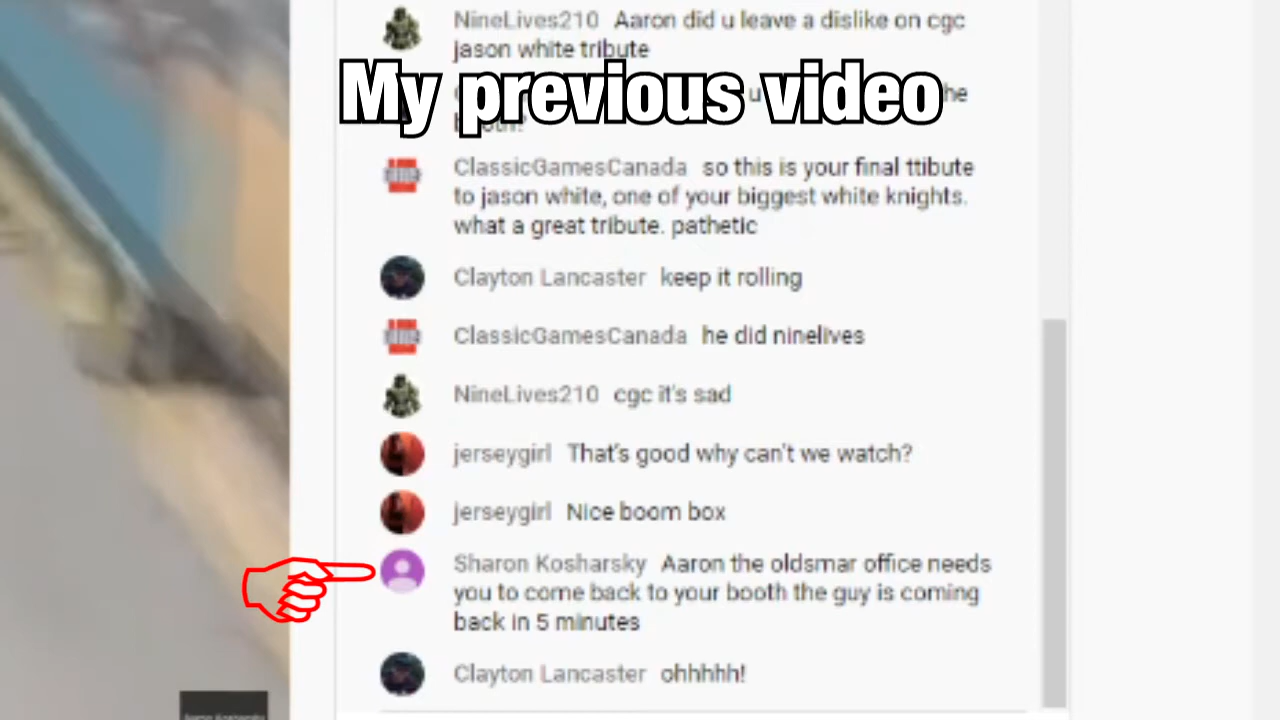 NineLives210 Aaron did u leave a dislike on cgc
jason white tribute
My previous video
he
ClassicGamesCanada so this is your final ttibute
to jason white, one of your biggest white knights.
what a great tribute. pathetic
Clayton Lancaster keep it rolling
ClassicGamesCanada he did ninelives
NineLives210 cgc it's sad
jerseygirl That's good why can't we watch?
jerseygirl Nice boom box
Sharon Kosharsky Aaron the oldsmar office needs
you to come back to your booth the guy is coming
back in 5 minutes
Clayton Lancaster ohhhhh!
Aaron Kosharsky